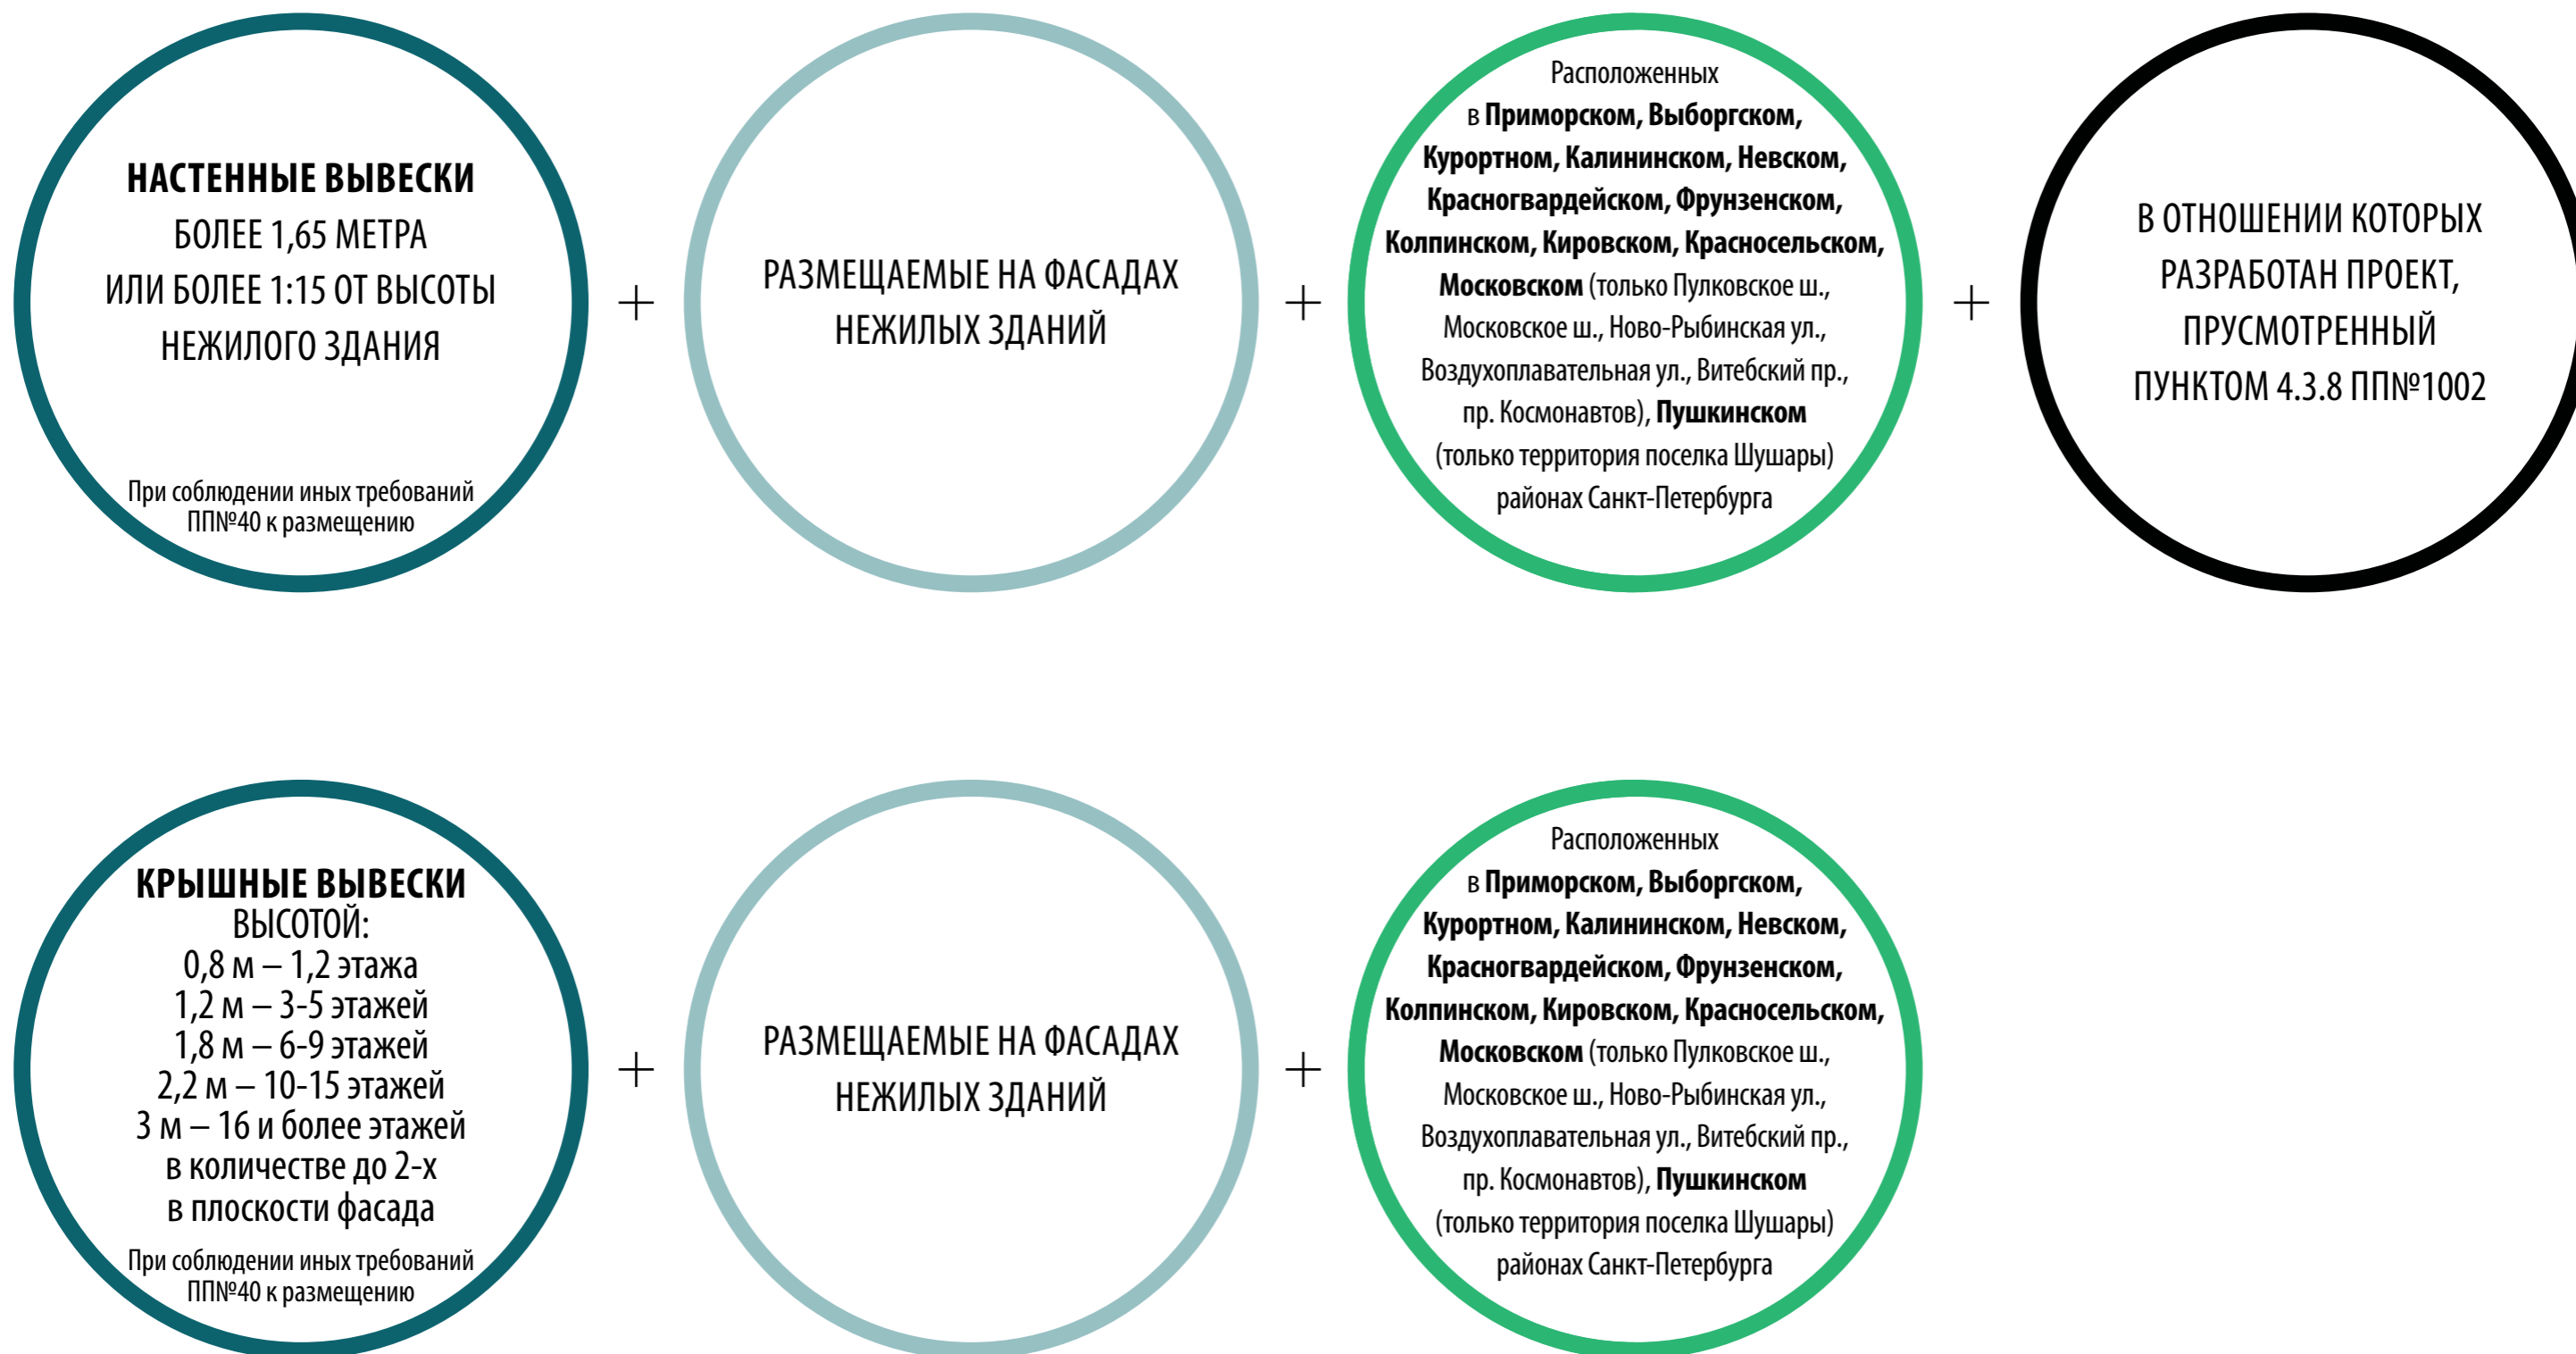 НАСТЕННЫЕ ВЫВЕСКИ
БОЛЕЕ 1,65 МЕТРА
ИЛИ БОЛЕЕ 1:15 ОТ ВЫСОТЫ
НЕЖИЛОГО ЗДАНИЯ
При соблюдении иных требований
ПП№40 к размещению
+
РАЗМЕЩАЕМЫЕ НА ФАСАДАХ
НЕЖИЛЫХ ЗДАНИЙ
+
Расположенных
в Приморском, Выборгском,
Курортном, Калининском, Невском,
Красногвардейском, Фрунзенском,
Колпинском, Кировском, Красносельском,
Московском (только Пулковское ш.,
Московское ш., Ново-Рыбинская ул.,
Воздухоплавательная ул., Витебский пр.,
пр. Космонавтов), Пушкинском
(только территория поселка Шушары)
районах Санкт-Петербурга
+
В ОТНОШЕНИИ КОТОРЫХ
РАЗРАБОТАН ПРОЕКТ,
ПРУСМОТРЕННЫЙ
ПУНКТОМ 4.3.8 ПП№1002
КРЫШНЫЕ ВЫВЕСКИ
ВЫСОТОЙ:
0,8 м – 1,2 этажа
1,2 м – 3-5 этажей
1,8 м – 6-9 этажей
2,2 м – 10-15 этажей
3 м – 16 и более этажей
в количестве до 2-х
в плоскости фасада
При соблюдении иных требований
ПП№40 к размещению
+
РАЗМЕЩАЕМЫЕ НА ФАСАДАХ
НЕЖИЛЫХ ЗДАНИЙ
+
Расположенных
в Приморском, Выборгском,
Курортном, Калининском, Невском,
Красногвардейском, Фрунзенском,
Колпинском, Кировском, Красносельском,
Московском (только Пулковское ш.,
Московское ш., Ново-Рыбинская ул.,
Воздухоплавательная ул., Витебский пр.,
пр. Космонавтов), Пушкинском
(только территория поселка Шушары)
районах Санкт-Петербурга